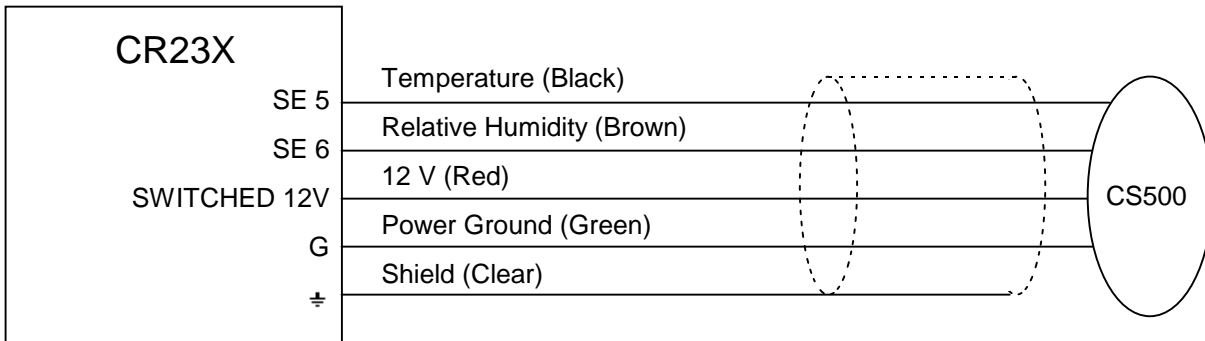 CR23X
SE 5
Temperature (Black)
SE 6
Relative Humidity (Brown)
SWITCHED 12V
12 V (Red)
G
Power Ground (Green)
Shield (Clear)
CS500